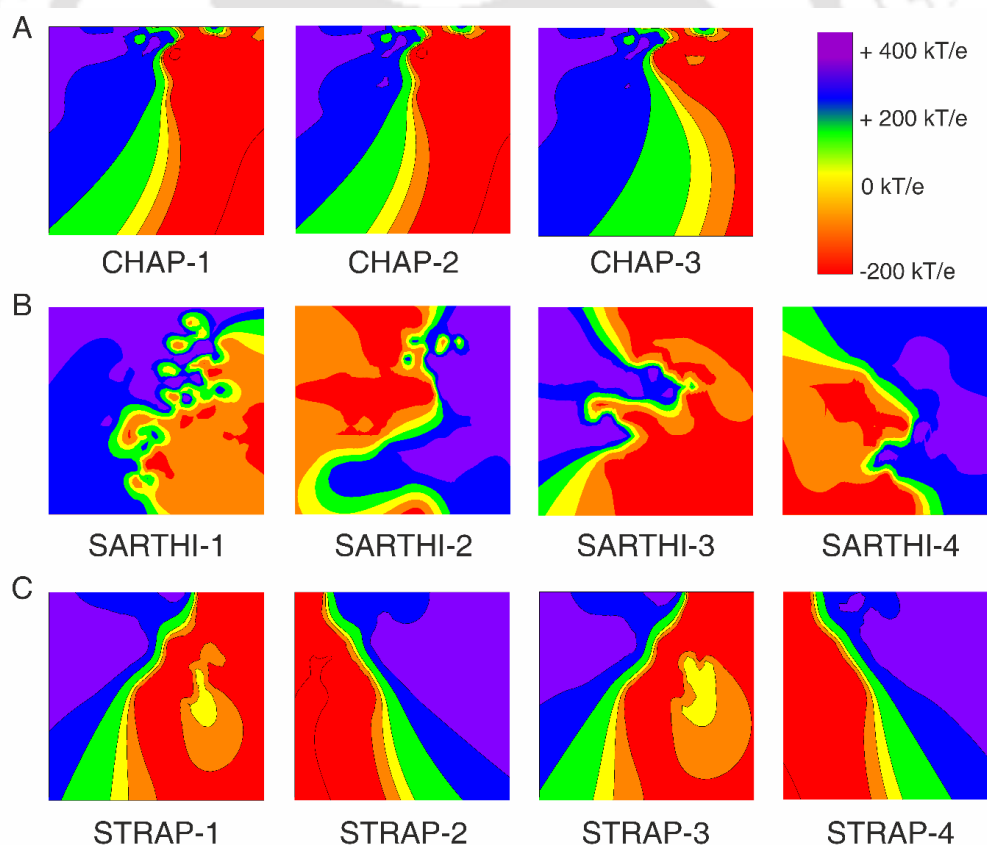 A
CHAP-1 CHAP-2 CHAP-3
+ 400 kT/e
+ 200 kT/e
0 kT/e
-200 kT/e
B
SARTHI-1 SARTHI-2 SARTHI-3 SARTHI-4
C
STRAP-1 STRAP-2 STRAP-3 STRAP-4